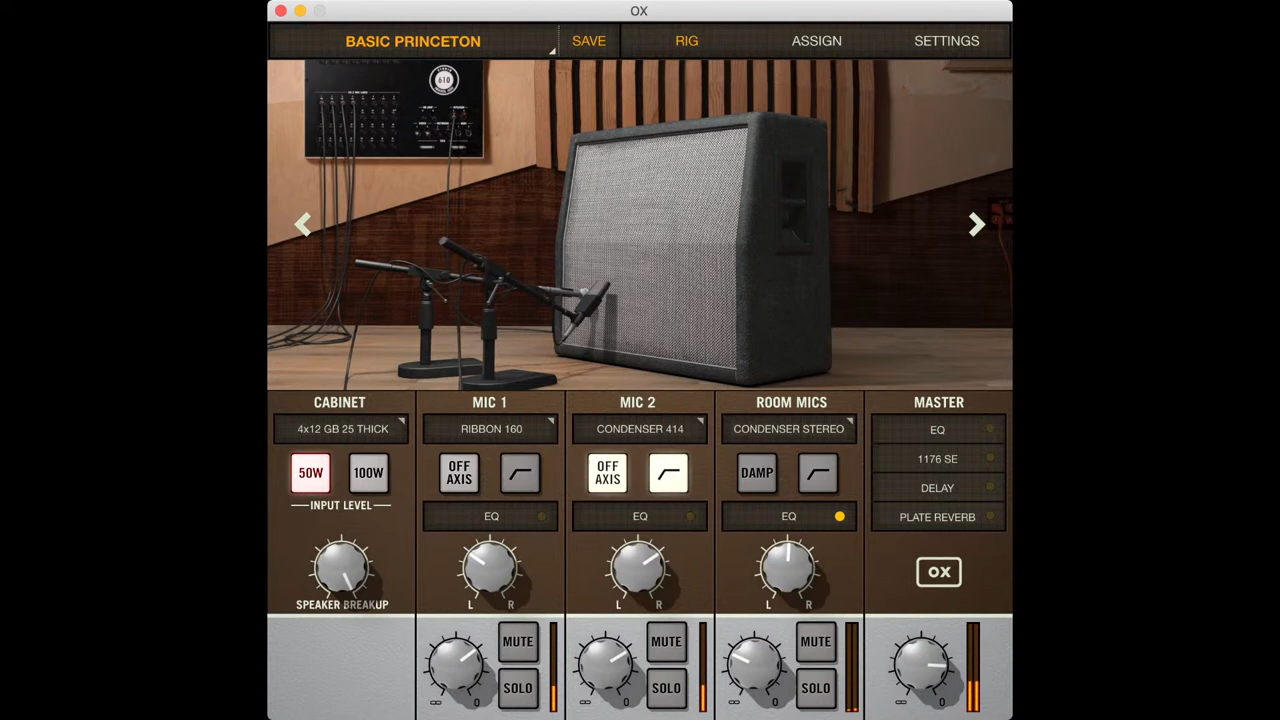 OX
BASIC PRINCETON SAVE RIG ASSIGN SETTINGS
610
CABINET MIC 1 MIC 2 ROOM MICS MASTER
4x12 GB 25 THICK RIBBON 160 CONDENSER 414 CONDENSER STEREO EQ
50W 100W OFF AXIS OFF AXIS DAMP 1176 SE
INPUT LEVEL DELAY
EQ EQ EQ PLATE REVERB
OX
SPEAKER BREAKUP L R L R L R
MUTE MUTE MUTE
SOLO SOLO SOLO
∞ 0 ∞ 0 ∞ 0 ∞ 0